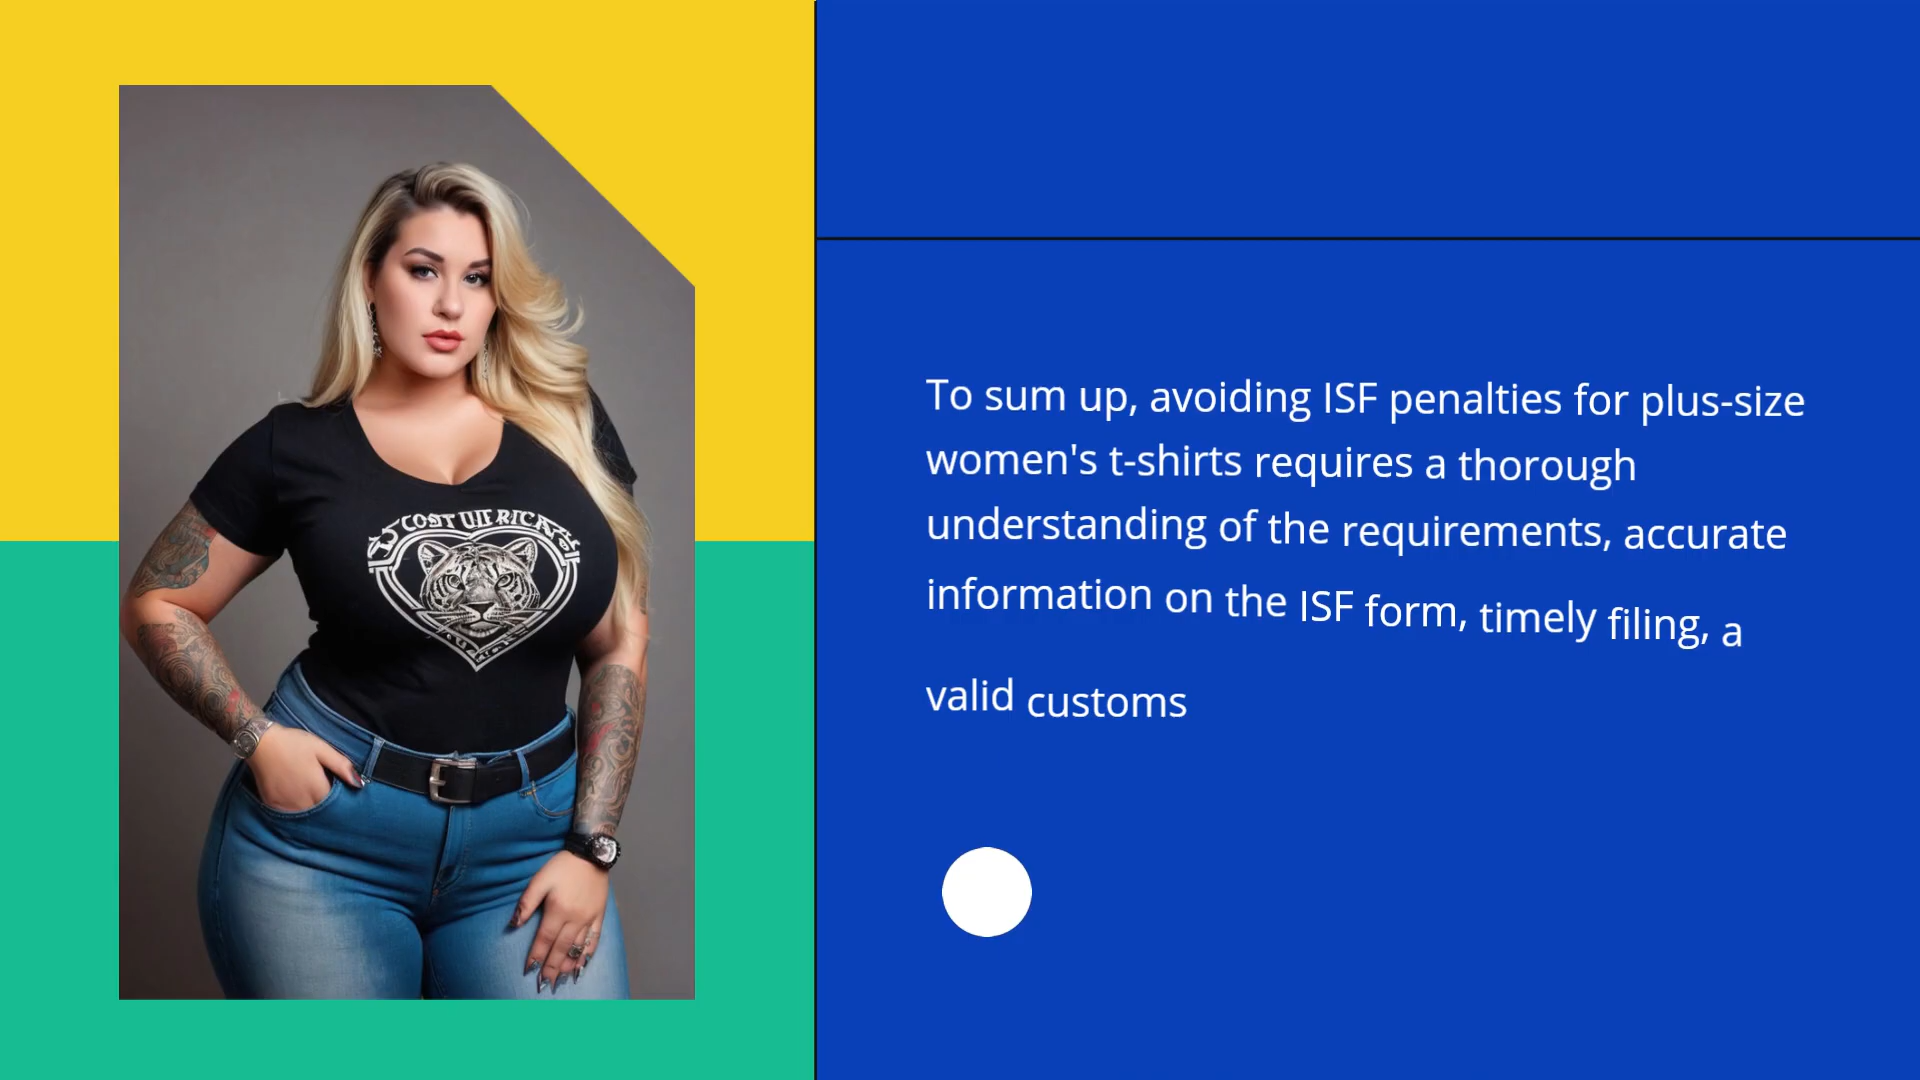 To sum up, avoiding ISF penalties for plus-size
women's t-shirts requires a thorough
understanding of the requirements, accurate
information on the ISF form, timely filing, a
valid customs